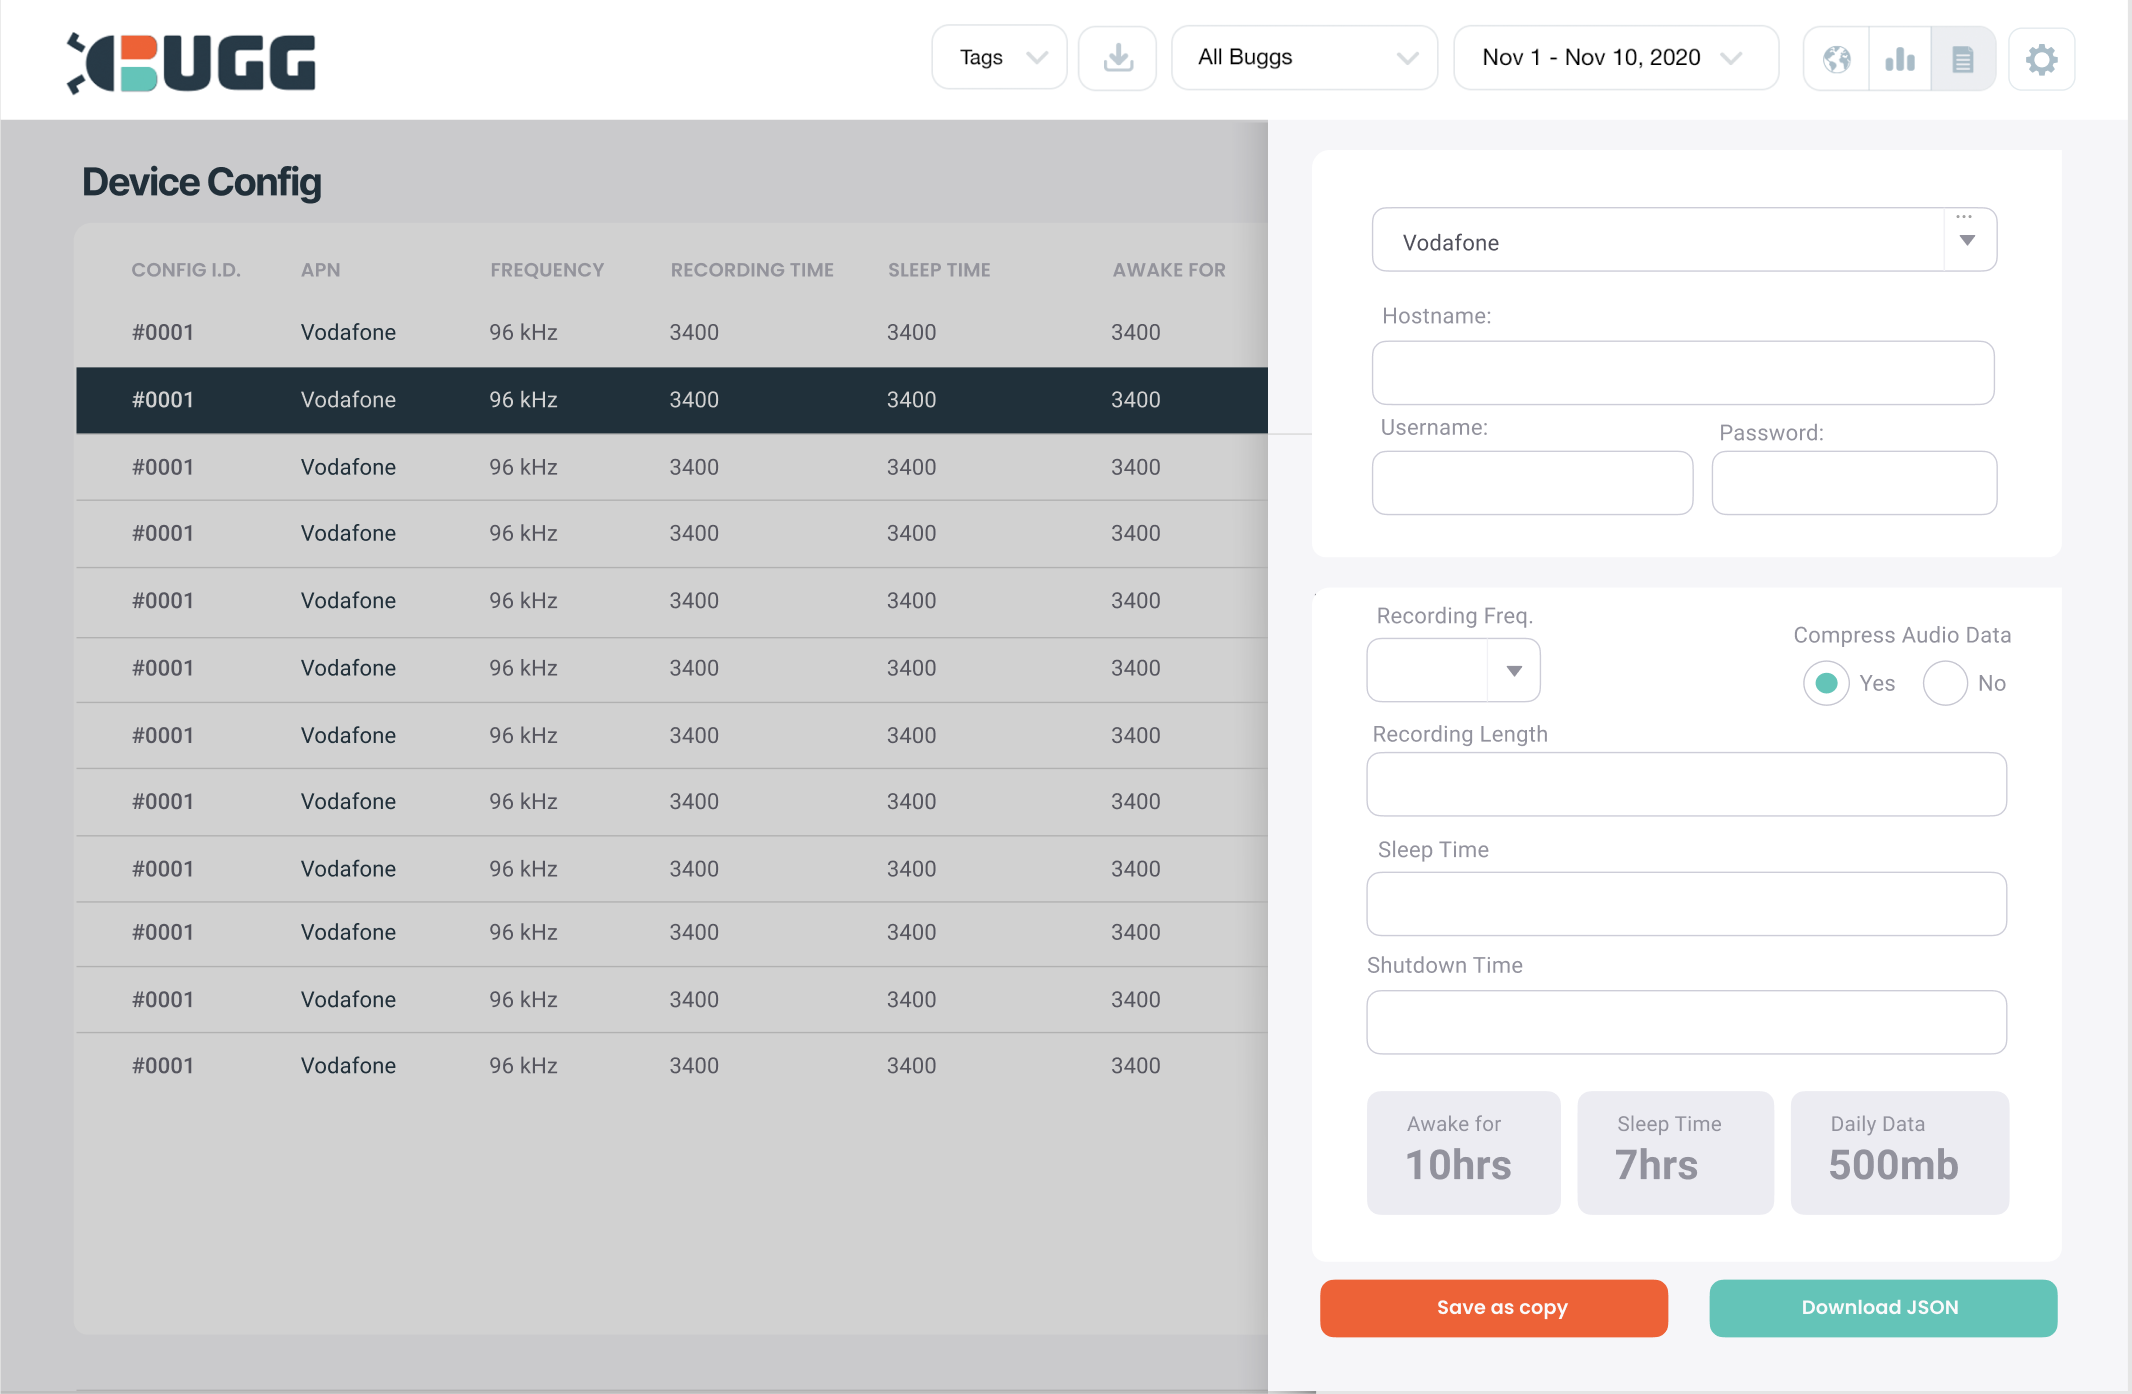 BUGG
Tags
All Buggs
Nov 1 - Nov 10, 2020
Device Config
CONFIG I.D. APN FREQUENCY RECORDING TIME SLEEP TIME AWAKE FOR
#0001 Vodafone 96 kHz 3400 3400 3400
#0001 Vodafone 96 kHz 3400 3400 3400
#0001 Vodafone 96 kHz 3400 3400 3400
#0001 Vodafone 96 kHz 3400 3400 3400
#0001 Vodafone 96 kHz 3400 3400 3400
#0001 Vodafone 96 kHz 3400 3400 3400
#0001 Vodafone 96 kHz 3400 3400 3400
#0001 Vodafone 96 kHz 3400 3400 3400
#0001 Vodafone 96 kHz 3400 3400 3400
#0001 Vodafone 96 kHz 3400 3400 3400
#0001 Vodafone 96 kHz 3400 3400 3400
#0001 Vodafone 96 kHz 3400 3400 3400
Vodafone
...
Hostname:
Username:
Password:
Recording Freq.
Compress Audio Data
Yes
No
Recording Length
Sleep Time
Shutdown Time
Awake for
10hrs
Sleep Time
7hrs
Daily Data
500mb
Save as copy
Download JSON